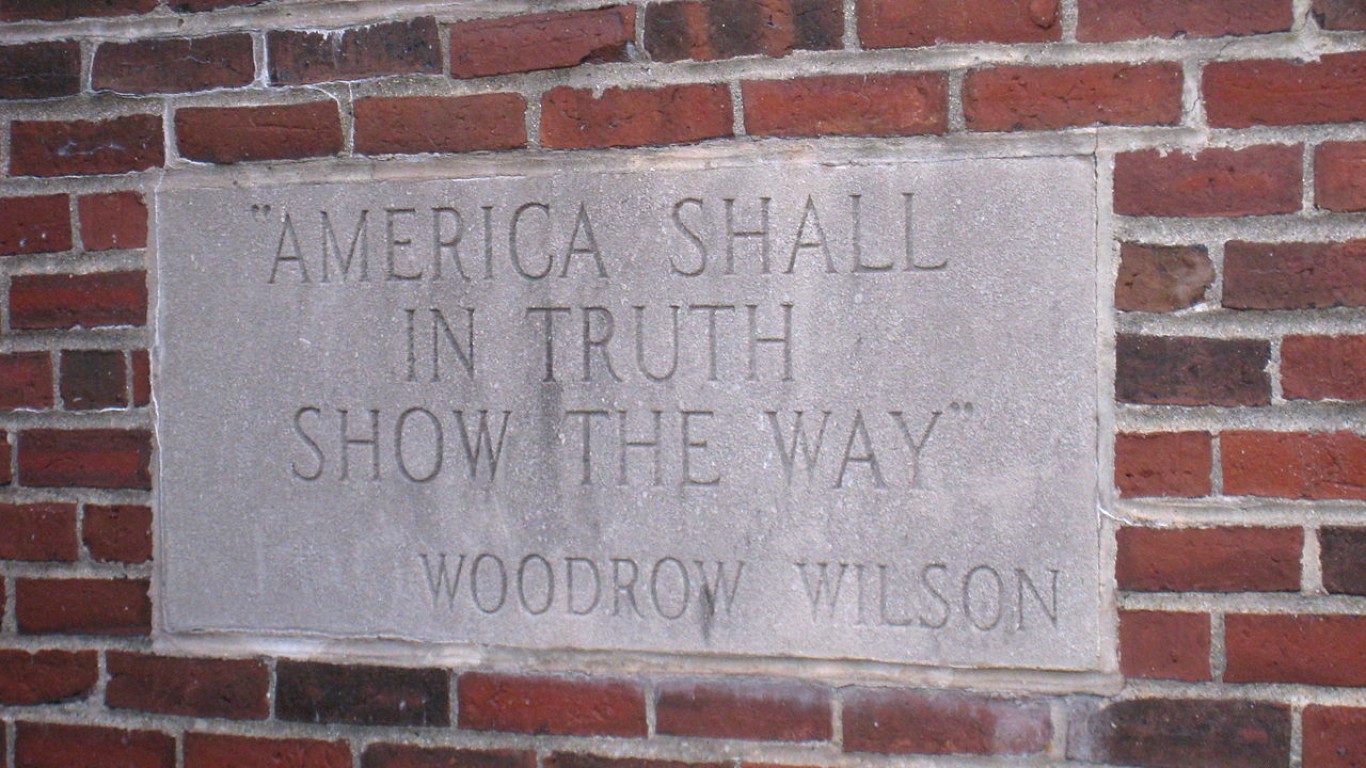 "AMERICA SHALL
IN TRUTH
SHOW THE WAY"
WOODROW WILSON